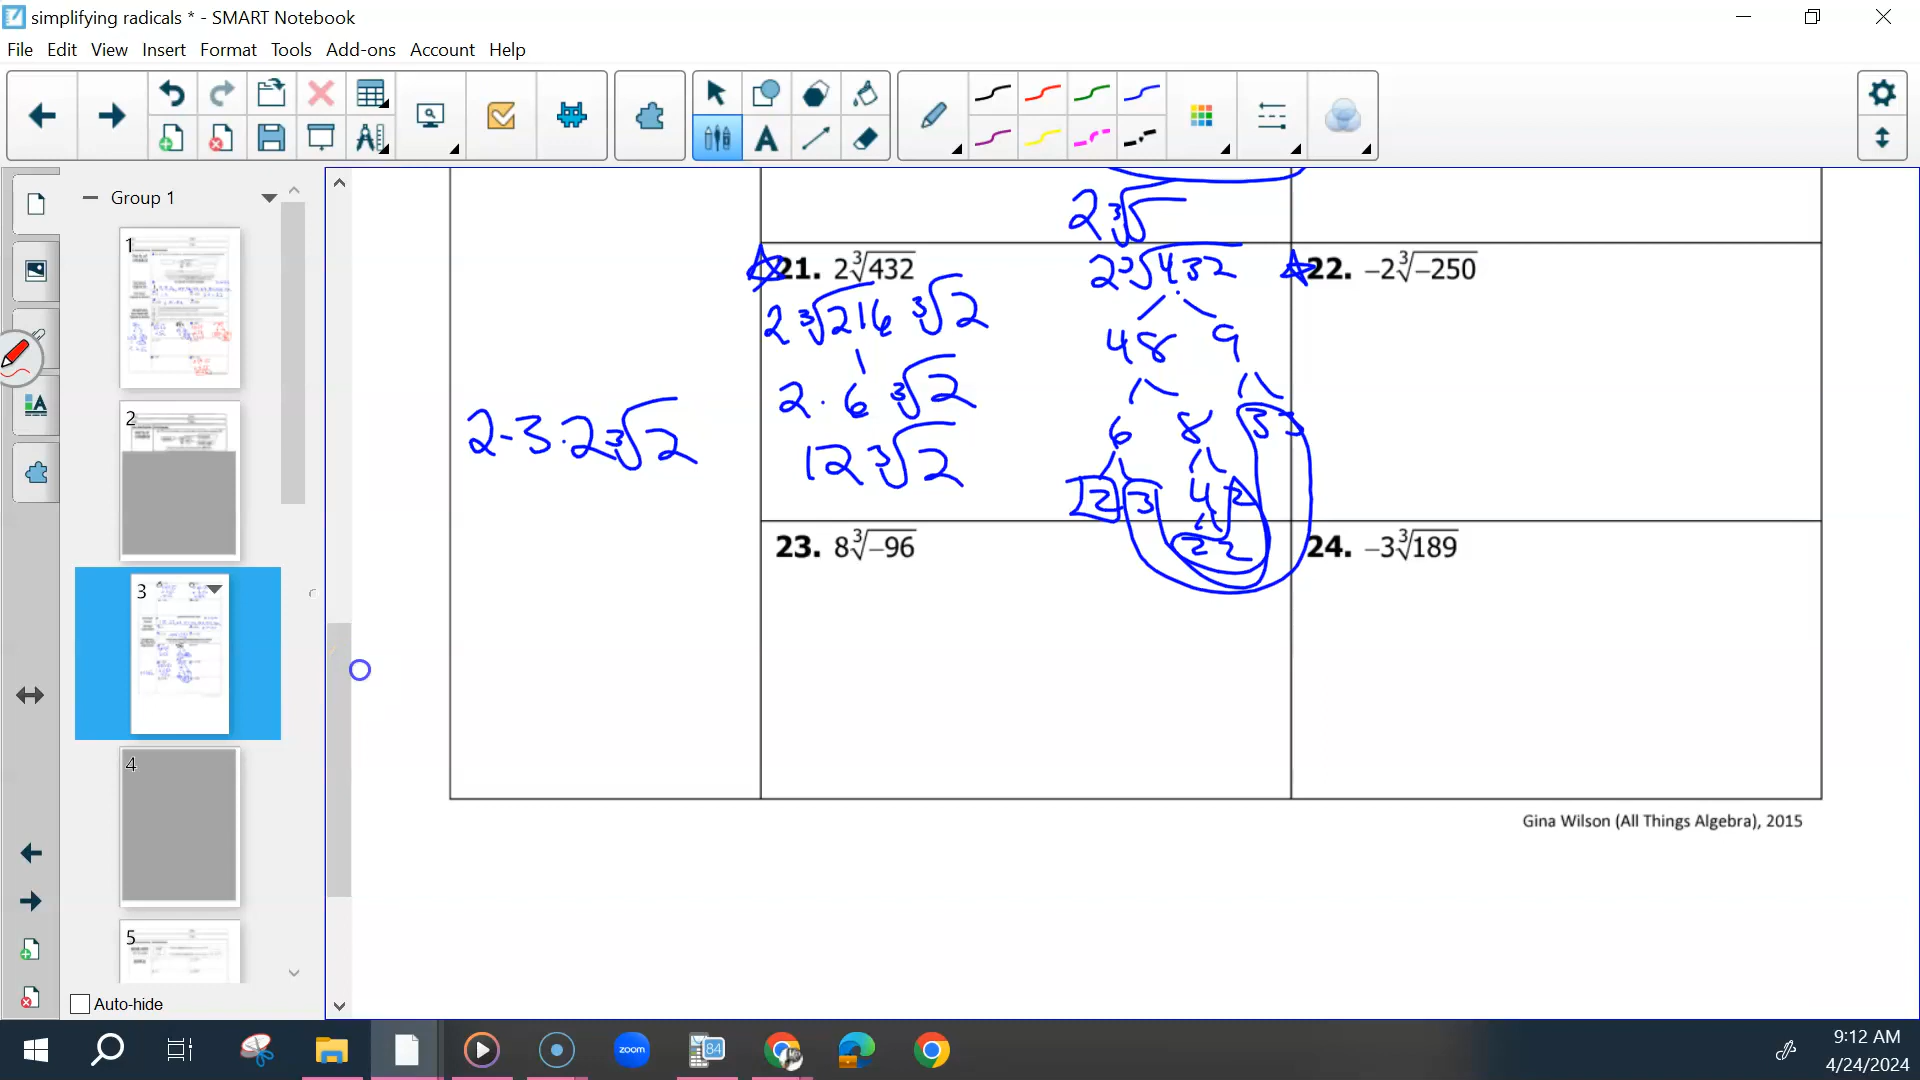 simplifying radicals * - SMART Notebook
File Edit View Insert Format Tools Add-ons Account Help
Group 1
1
2
3
4
5
Auto-hide
2∛
21. 2∛432
2∛216 ∛2
2 · 6 ∛2
12∛2
2·3·2∛2
2∛432
48 9
6 8 3 3
2 3 4 2
2 2
22. –2∛–250
23. 8∛–96
24. –3∛189
Gina Wilson (All Things Algebra), 2015
zoom
84
9:12 AM
4/24/2024